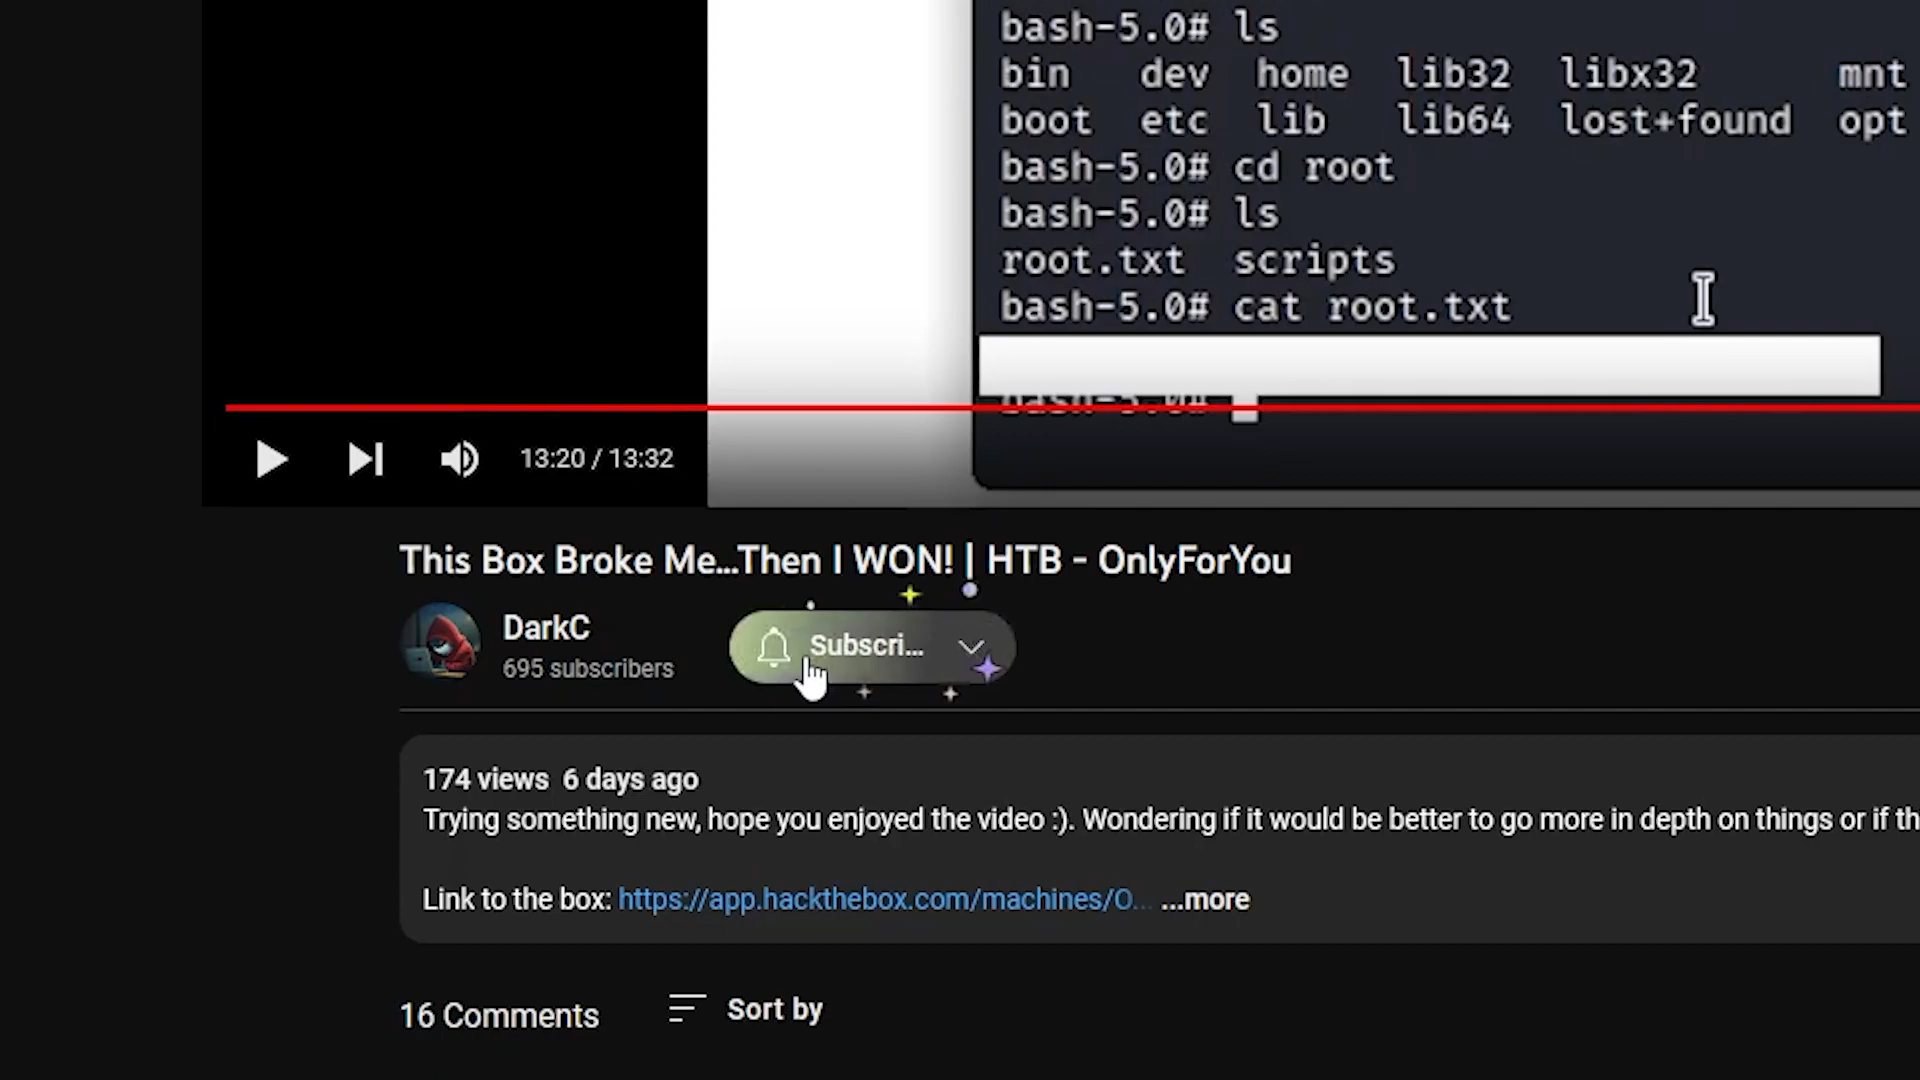 bash-5.0# ls
bin dev home lib32 libx32 mnt
boot etc lib lib64 lost+found opt
bash-5.0# cd root
bash-5.0# ls
root.txt scripts
bash-5.0# cat root.txt
bash-5.0#
13:20 / 13:32
This Box Broke Me...Then I WON! | HTB - OnlyForYou
DarkC
695 subscribers
Subscri...
174 views 6 days ago
Trying something new, hope you enjoyed the video :). Wondering if it would be better to go more in depth on things or if th
Link to the box: https://app.hackthebox.com/machines/O... ...more
16 Comments
Sort by